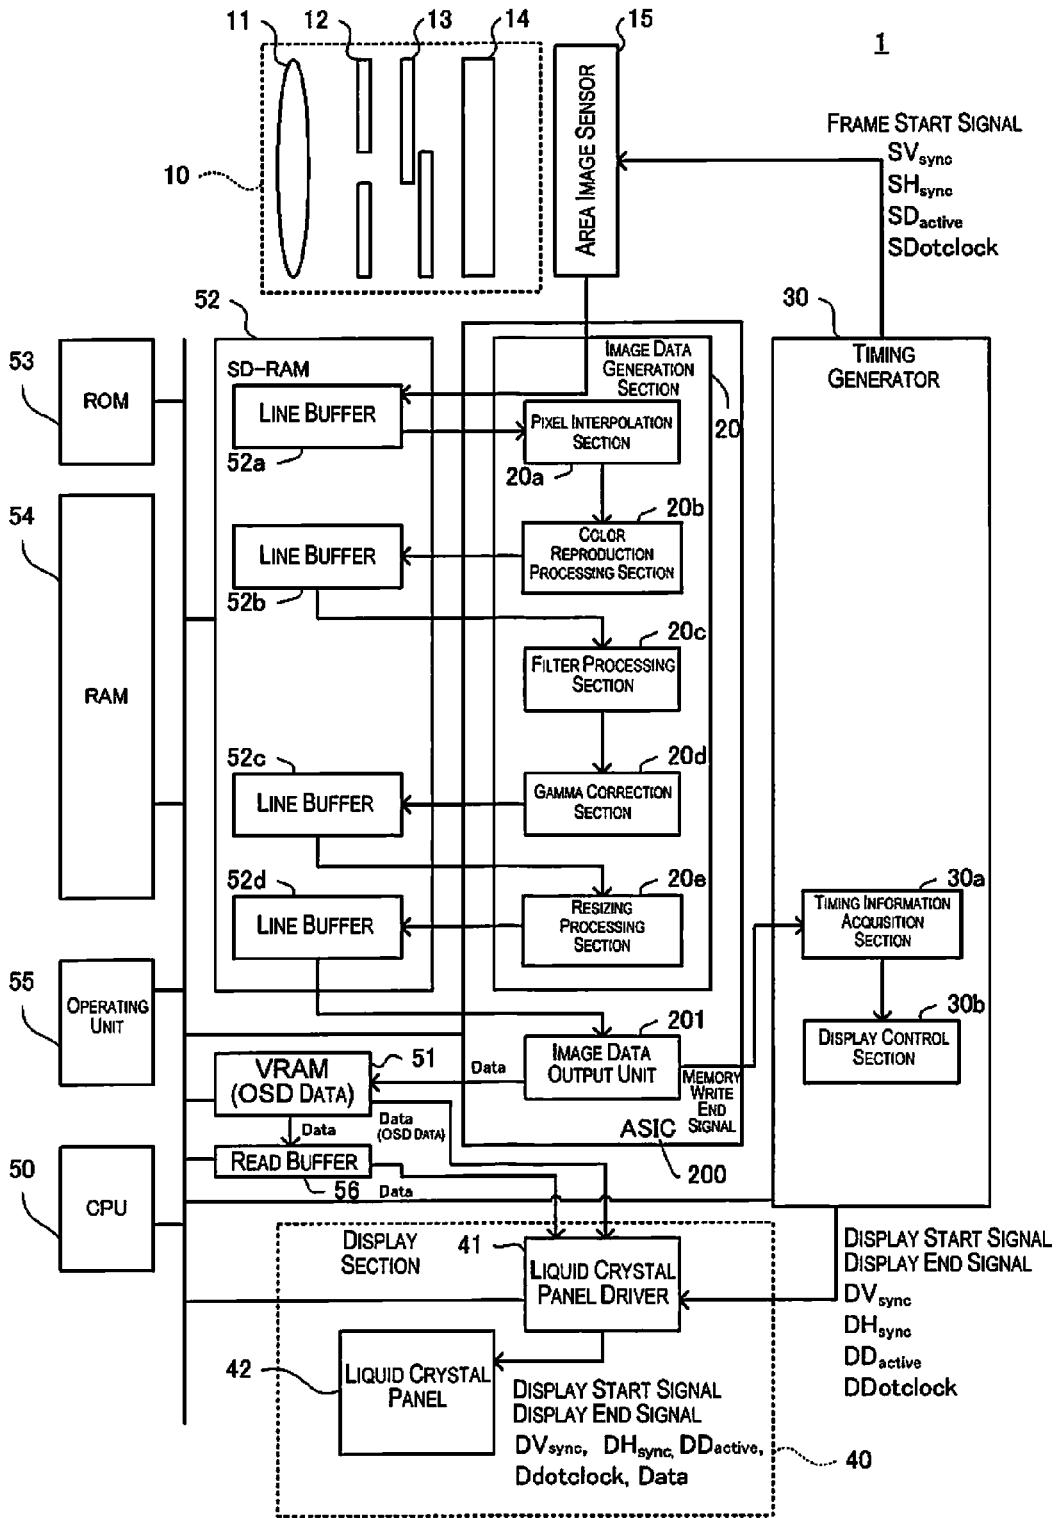 11
12
13
14
15
1
10
AREA IMAGE SENSOR
FRAME START SIGNAL
SVsync
SHsync
SDactive
SDotclock
52
30
53
ROM
SD-RAM
LINE BUFFER
52a
IMAGE DATA
GENERATION
SECTION
20
PIXEL INTERPOLATION
SECTION
20a
TIMING
GENERATOR
54
RAM
LINE BUFFER
52b
20b
COLOR
REPRODUCTION
PROCESSING SECTION
20c
FILTER PROCESSING
SECTION
52c
LINE BUFFER
20d
GAMMA CORRECTION
SECTION
52d
LINE BUFFER
20e
RESIZING
PROCESSING
SECTION
30a
TIMING INFORMATION
ACQUISITION
SECTION
55
OPERATING
UNIT
201
IMAGE DATA
OUTPUT UNIT
30b
DISPLAY CONTROL
SECTION
51
VRAM
(OSD DATA)
Data
MEMORY
WRITE
END
SIGNAL
Data
Data
(OSD DATA)
ASIC
200
50
CPU
READ BUFFER
56
Data
DISPLAY
SECTION
41
LIQUID CRYSTAL
PANEL DRIVER
DISPLAY START SIGNAL
DISPLAY END SIGNAL
DVsync
DHsync
DDactive
DDotclock
42
LIQUID CRYSTAL
PANEL
DISPLAY START SIGNAL
DISPLAY END SIGNAL
DVsync, DHsync, DDactive,
Ddotclock, Data
40